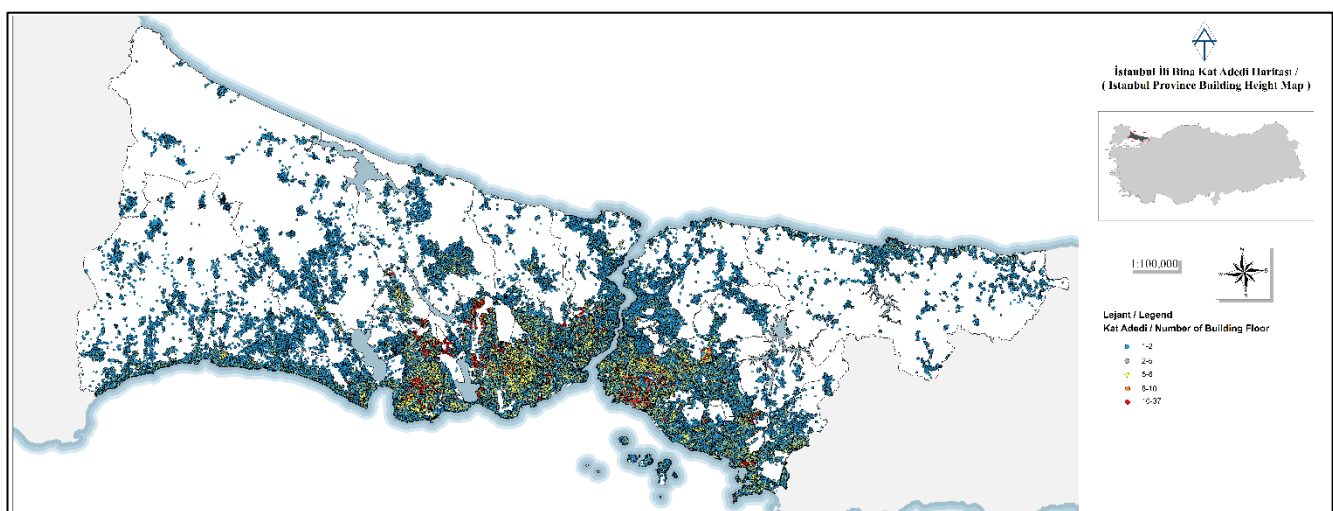 İstanbul İli Bina Kat Adedi Haritası /
( Istanbul Province Building Height Map )
N
W
E
S
1:100,000
Lejant / Legend
Kat Adedi / Number of Building Floor
1-2
2-5
5-8
8-10
10-37